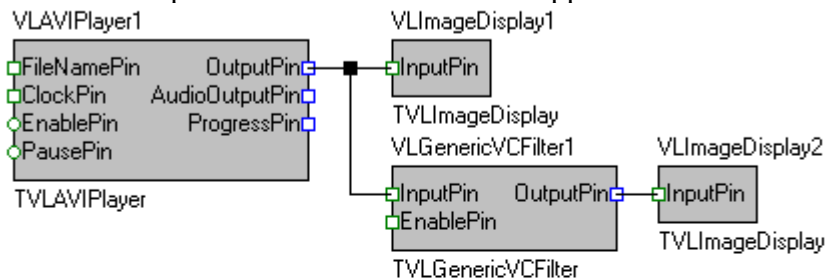 VLAVIPlayer1
FileNamePin OutputPin
ClockPin AudioOutputPin
EnablePin ProgressPin
PausePin
TVLAVIPlayer
VLImageDisplay1
InputPin
TVLImageDisplay
VLGenericVCFilter1
InputPin OutputPin
EnablePin
TVLGenericVCFilter
VLImageDisplay2
InputPin
TVLImageDisplay